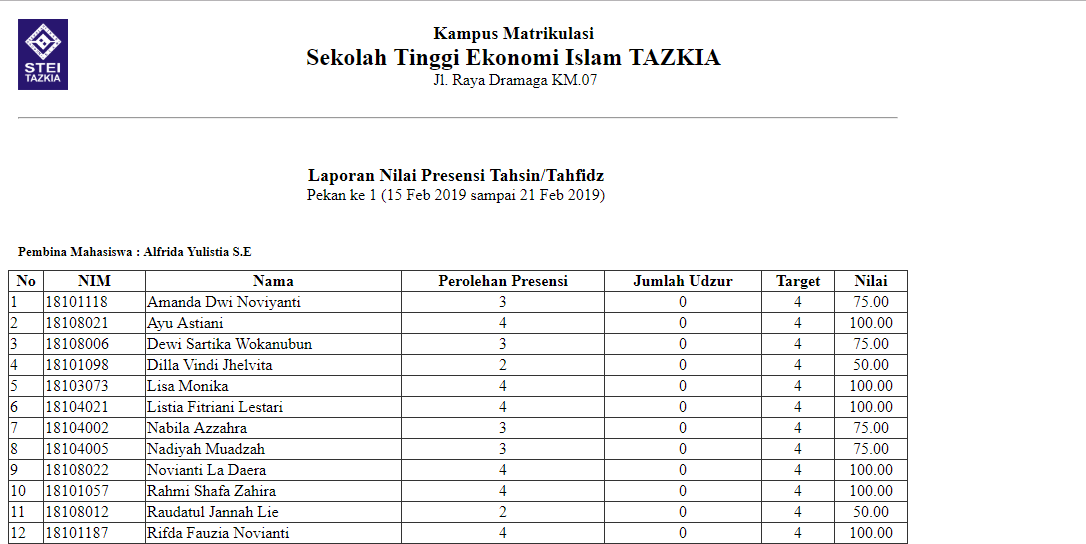 STEI
TAZKIA
Kampus Matrikulasi
Sekolah Tinggi Ekonomi Islam TAZKIA
Jl. Raya Dramaga KM.07
Laporan Nilai Presensi Tahsin/Tahfidz
Pekan ke 1 (15 Feb 2019 sampai 21 Feb 2019)
Pembina Mahasiswa : Alfrida Yulistia S.E
No NIM Nama Perolehan Presensi Jumlah Udzur Target Nilai
1 18101118 Amanda Dwi Noviyanti 3 0 4 75.00
2 18108021 Ayu Astiani 4 0 4 100.00
3 18108006 Dewi Sartika Wokanubun 3 0 4 75.00
4 18101098 Dilla Vindi Jhelvita 2 0 4 50.00
5 18103073 Lisa Monika 4 0 4 100.00
6 18104021 Listia Fitriani Lestari 4 0 4 100.00
7 18104002 Nabila Azzahra 3 0 4 75.00
8 18104005 Nadiyah Muadzah 3 0 4 75.00
9 18108022 Novianti La Daera 4 0 4 100.00
10 18101057 Rahmi Shafa Zahira 4 0 4 100.00
11 18108012 Raudatul Jannah Lie 2 0 4 50.00
12 18101187 Rifda Fauzia Novianti 4 0 4 100.00